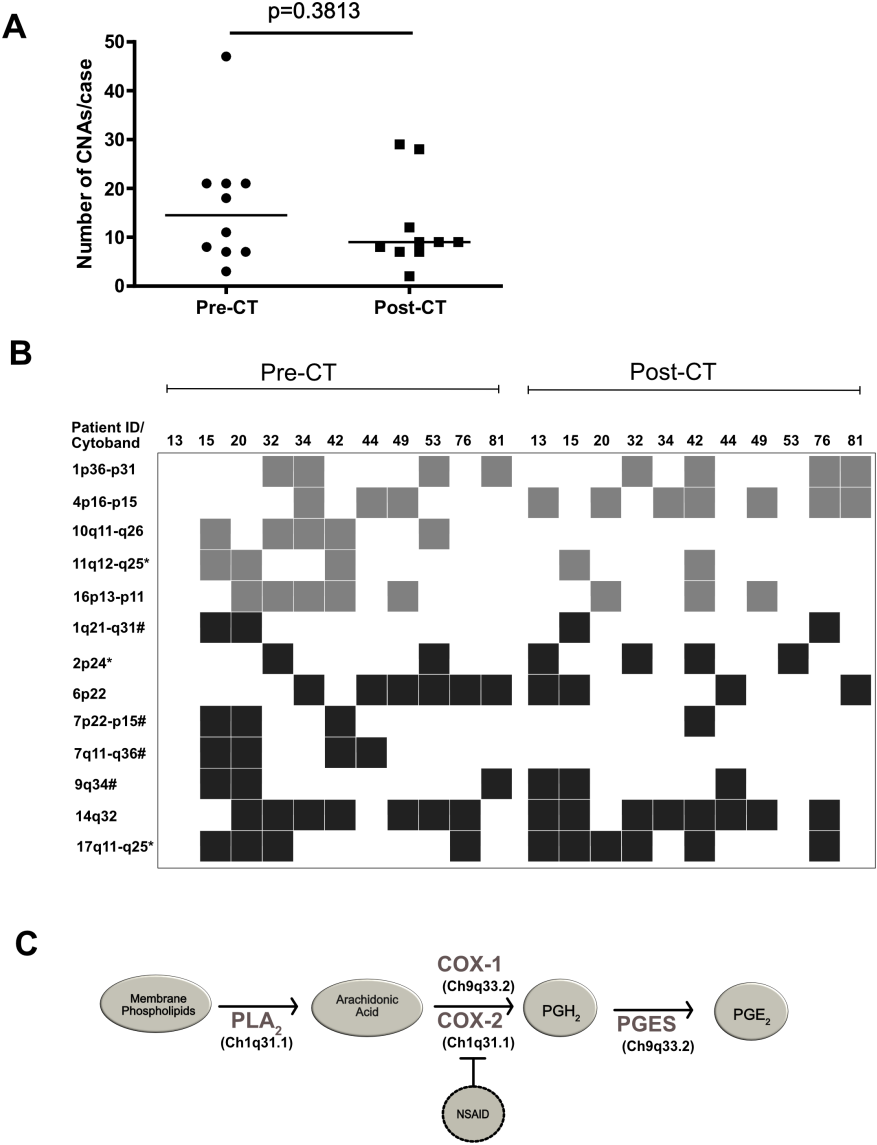 A
p=0.3813
Number of CNAs/case
50
40
30
20
10
0
Pre-CT Post-CT
B
Pre-CT Post-CT
Patient ID/
Cytoband
13 15 20 32 34 42 44 49 53 76 81 13 15 20 32 34 42 44 49 53 76 81
1p36-p31
4p16-p15
10q11-q26
11q12-q25*
16p13-p11
1q21-q31#
2p24*
6p22
7p22-p15#
7q11-q36#
9q34#
14q32
17q11-q25*
C
Membrane
Phospholipids
PLA2
(Ch1q31.1)
Arachidonic
Acid
COX-1
(Ch9q33.2)
COX-2
(Ch1q31.1)
NSAID
PGH2
PGES
(Ch9q33.2)
PGE2